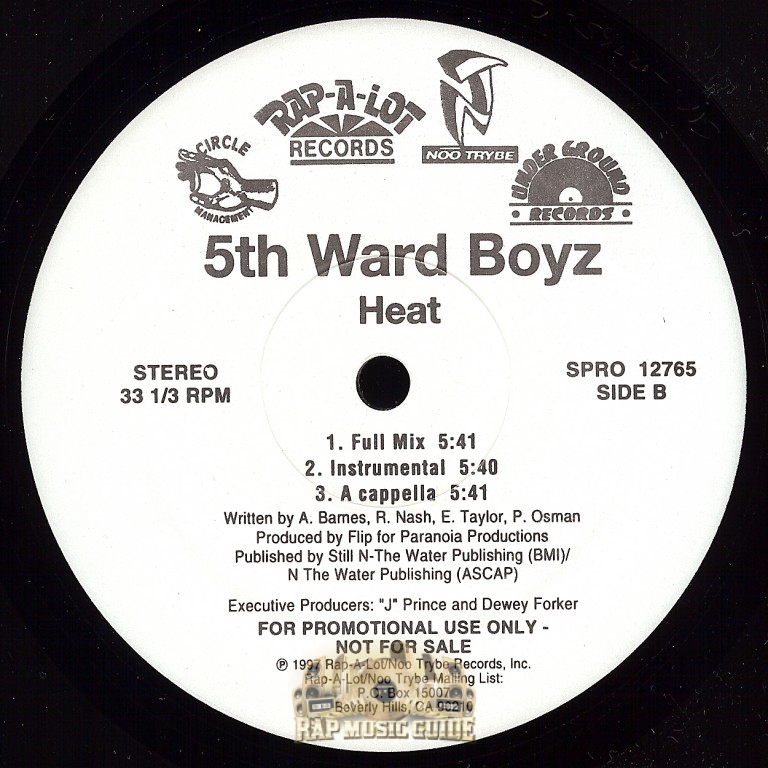 CIRCLE
MANAGEMENT
RAP-A-LOT
RECORDS
NOO TRYBE
UNDER GROUND
• RECORDS •
5th Ward Boyz
Heat
STEREO
33 1/3 RPM
SPRO 12765
SIDE B
1. Full Mix 5:41
2. Instrumental 5:40
3. A cappella 5:41
Written by A. Barnes, R. Nash, E. Taylor, P. Osman
Produced by Flip for Paranoia Productions
Published by Still N-The Water Publishing (BMI)/
N The Water Publishing (ASCAP)
Executive Producers: "J" Prince and Dewey Forker
FOR PROMOTIONAL USE ONLY -
NOT FOR SALE
℗ 1997 Rap-A-Lot/Noo Trybe Records, Inc.
Rap-A-Lot/Noo Trybe Mailing List:
P.O. Box 15007
Beverly Hills, CA 90210
RAP MUSIC GUIDE